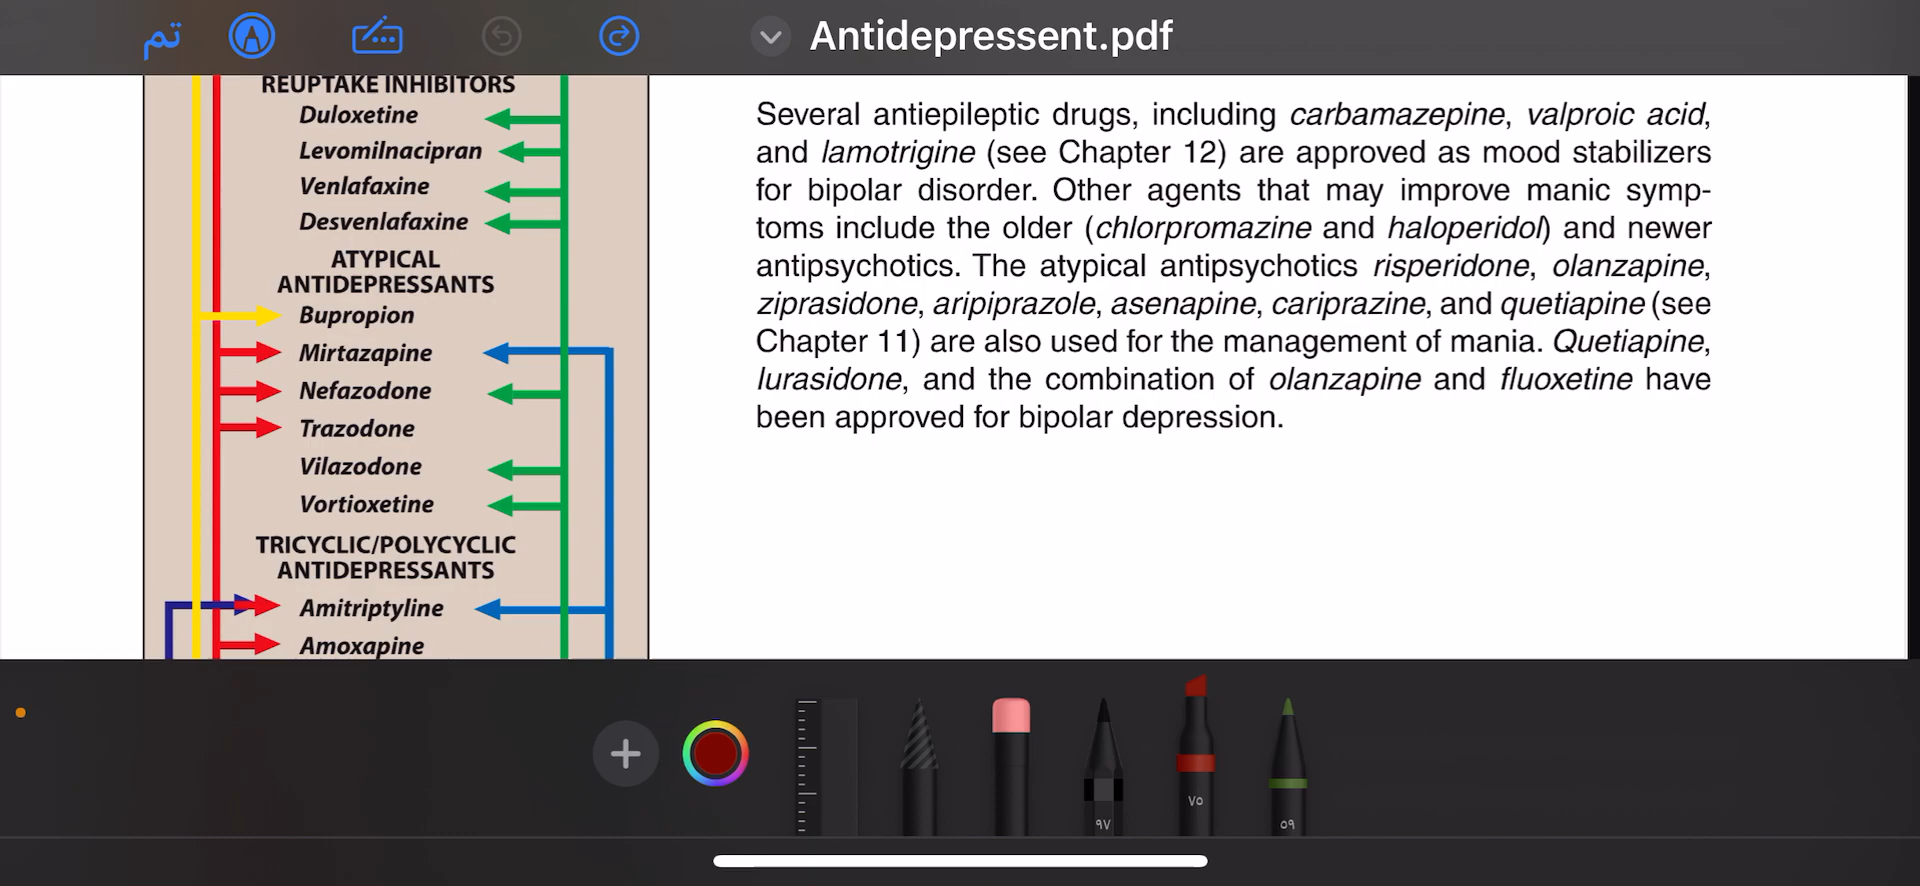 تم
Antidepressent.pdf
REUPTAKE INHIBITORS
Duloxetine
Levomilnacipran
Venlafaxine
Desvenlafaxine
ATYPICAL
ANTIDEPRESSANTS
Bupropion
Mirtazapine
Nefazodone
Trazodone
Vilazodone
Vortioxetine
TRICYCLIC/POLYCYCLIC
ANTIDEPRESSANTS
Amitriptyline
Amoxapine
Several antiepileptic drugs, including carbamazepine, valproic acid,
and lamotrigine (see Chapter 12) are approved as mood stabilizers
for bipolar disorder. Other agents that may improve manic symp-
toms include the older (chlorpromazine and haloperidol) and newer
antipsychotics. The atypical antipsychotics risperidone, olanzapine,
ziprasidone, aripiprazole, asenapine, cariprazine, and quetiapine (see
Chapter 11) are also used for the management of mania. Quetiapine,
lurasidone, and the combination of olanzapine and fluoxetine have
been approved for bipolar depression.
٩٧
٧٥
٥٩